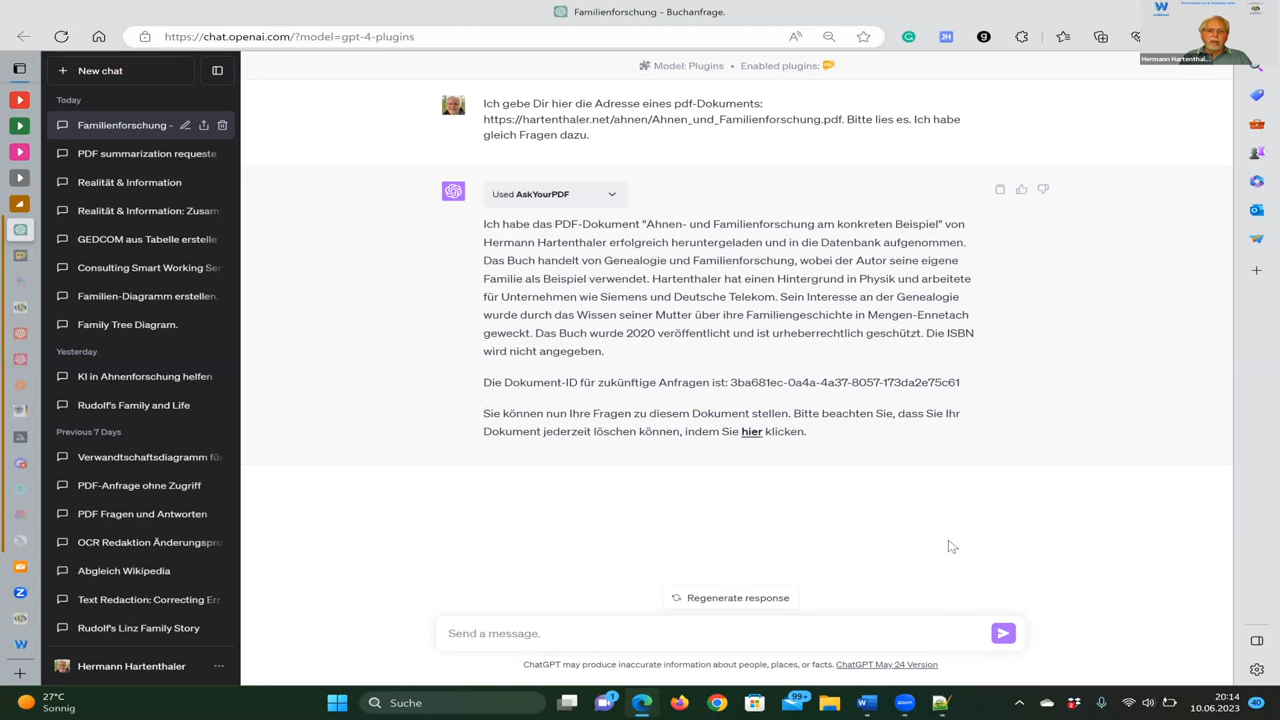 Familienforschung - Buchanfrage.
https://chat.openai.com/?model=gpt-4-plugins
Hermann Hartenthal...
New chat
Today
Familienforschung -
PDF summarization requeste
Realität & Information
Realität & Information: Zusam
GEDCOM aus Tabelle erstelle
Consulting Smart Working Ser
Familien-Diagramm erstellen.
Family Tree Diagram.
Yesterday
KI in Ahnenforschung helfen
Rudolf's Family and Life
Previous 7 Days
Verwandtschaftsdiagramm fü
PDF-Anfrage ohne Zugriff
PDF Fragen und Antworten
OCR Redaktion Änderungspro
Abgleich Wikipedia
Text Redaction: Correcting Err
Rudolf's Linz Family Story
Hermann Hartenthaler
Model: Plugins • Enabled plugins:
Ich gebe Dir hier die Adresse eines pdf-Dokuments:
https://hartenthaler.net/ahnen/Ahnen_und_Familienforschung.pdf. Bitte lies es. Ich habe
gleich Fragen dazu.
Used AskYourPDF
Ich habe das PDF-Dokument "Ahnen- und Familienforschung am konkreten Beispiel" von
Hermann Hartenthaler erfolgreich heruntergeladen und in die Datenbank aufgenommen.
Das Buch handelt von Genealogie und Familienforschung, wobei der Autor seine eigene
Familie als Beispiel verwendet. Hartenthaler hat einen Hintergrund in Physik und arbeitete
für Unternehmen wie Siemens und Deutsche Telekom. Sein Interesse an der Genealogie
wurde durch das Wissen seiner Mutter über ihre Familiengeschichte in Mengen-Ennetach
geweckt. Das Buch wurde 2020 veröffentlicht und ist urheberrechtlich geschützt. Die ISBN
wird nicht angegeben.
Die Dokument-ID für zukünftige Anfragen ist: 3ba681ec-0a4a-4a37-8057-173da2e75c61
Sie können nun Ihre Fragen zu diesem Dokument stellen. Bitte beachten Sie, dass Sie Ihr
Dokument jederzeit löschen können, indem Sie hier klicken.
Regenerate response
Send a message.
ChatGPT may produce inaccurate information about people, places, or facts. ChatGPT May 24 Version
27°C
Sonnig
Suche
1
99+
zoom
20:14
10.06.2023
40